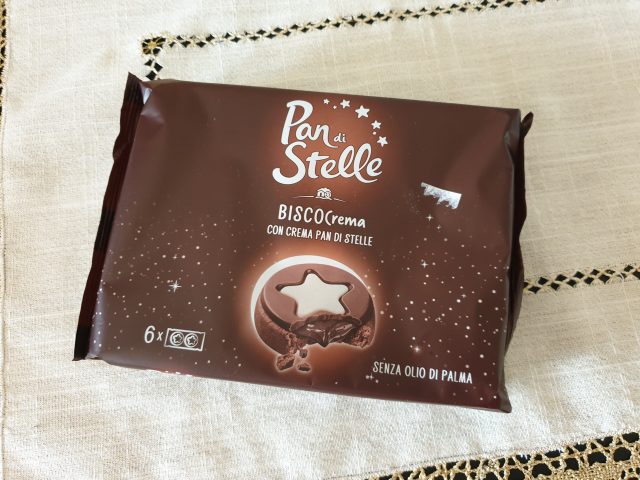 Pan di
Stelle
BISCOCrema
CON CREMA PAN DI STELLE
6x
SENZA OLIO DI PALMA